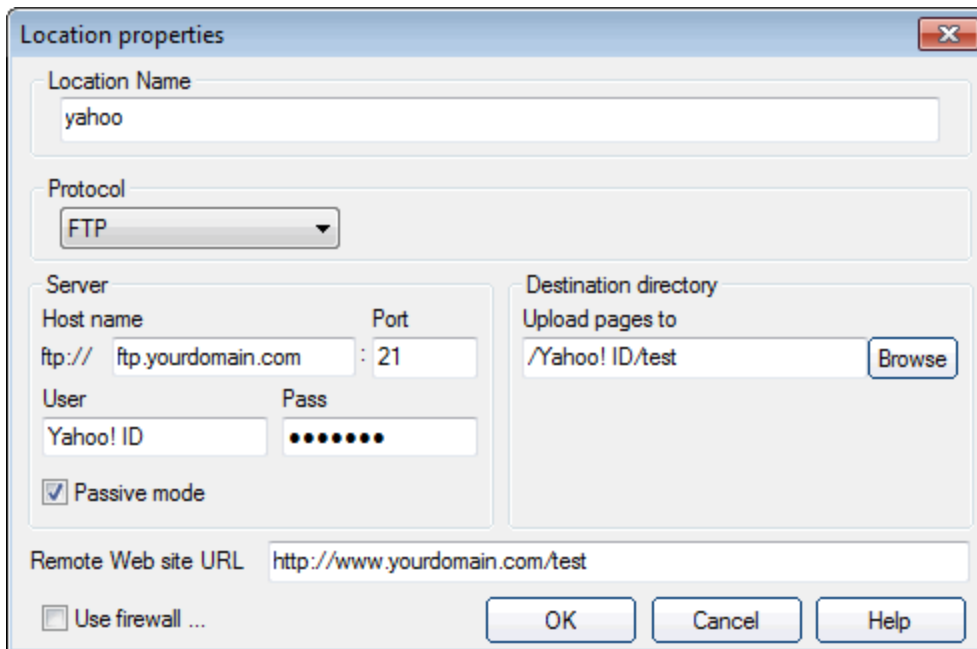 Location properties
Location Name
yahoo
Protocol
FTP
Server
Host name Port
ftp:// ftp.yourdomain.com : 21
User Pass
Yahoo! ID •••••••
Passive mode
Destination directory
Upload pages to
/Yahoo! ID/test Browse
Remote Web site URL http://www.yourdomain.com/test
Use firewall ... OK Cancel Help